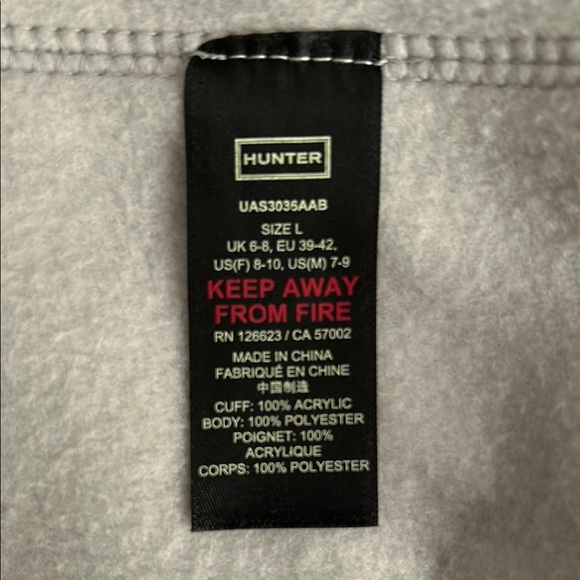 HUNTER
UAS3035AAB
SIZE L
UK 6-8, EU 39-42,
US(F) 8-10, US(M) 7-9
KEEP AWAY
FROM FIRE
RN 126623 / CA 57002
MADE IN CHINA
FABRIQUÉ EN CHINE
中国制造
CUFF: 100% ACRYLIC
BODY: 100% POLYESTER
POIGNET: 100%
ACRYLIQUE
CORPS: 100% POLYESTER